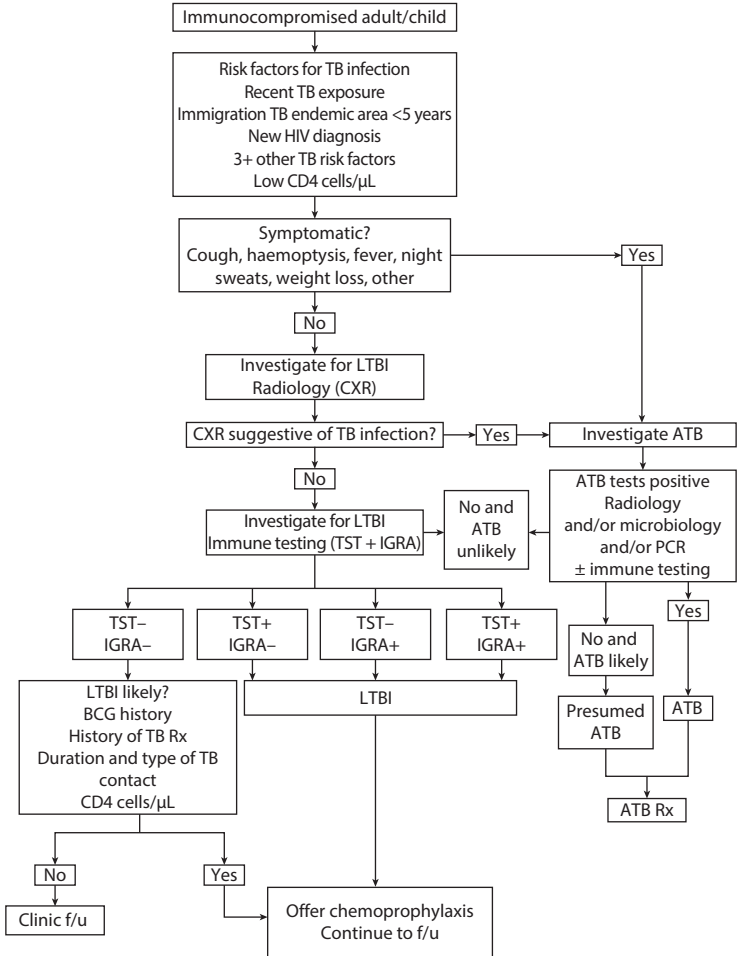 Immunocompromised adult/child
Risk factors for TB infection
Recent TB exposure
Immigration TB endemic area <5 years
New HIV diagnosis
3+ other TB risk factors
Low CD4 cells/μL
Symptomatic?
Cough, haemoptysis, fever, night
sweats, weight loss, other
Yes
No
Investigate for LTBI
Radiology (CXR)
CXR suggestive of TB infection?
Yes
Investigate ATB
No
Investigate for LTBI
Immune testing (TST + IGRA)
No and
ATB
unlikely
ATB tests positive
Radiology
and/or microbiology
and/or PCR
± immune testing
TST–
IGRA–
TST+
IGRA–
TST–
IGRA+
TST+
IGRA+
Yes
No and
ATB likely
LTBI likely?
BCG history
History of TB Rx
Duration and type of TB
contact
CD4 cells/μL
LTBI
Presumed
ATB
ATB
ATB Rx
No
Yes
Clinic f/u
Offer chemoprophylaxis
Continue to f/u